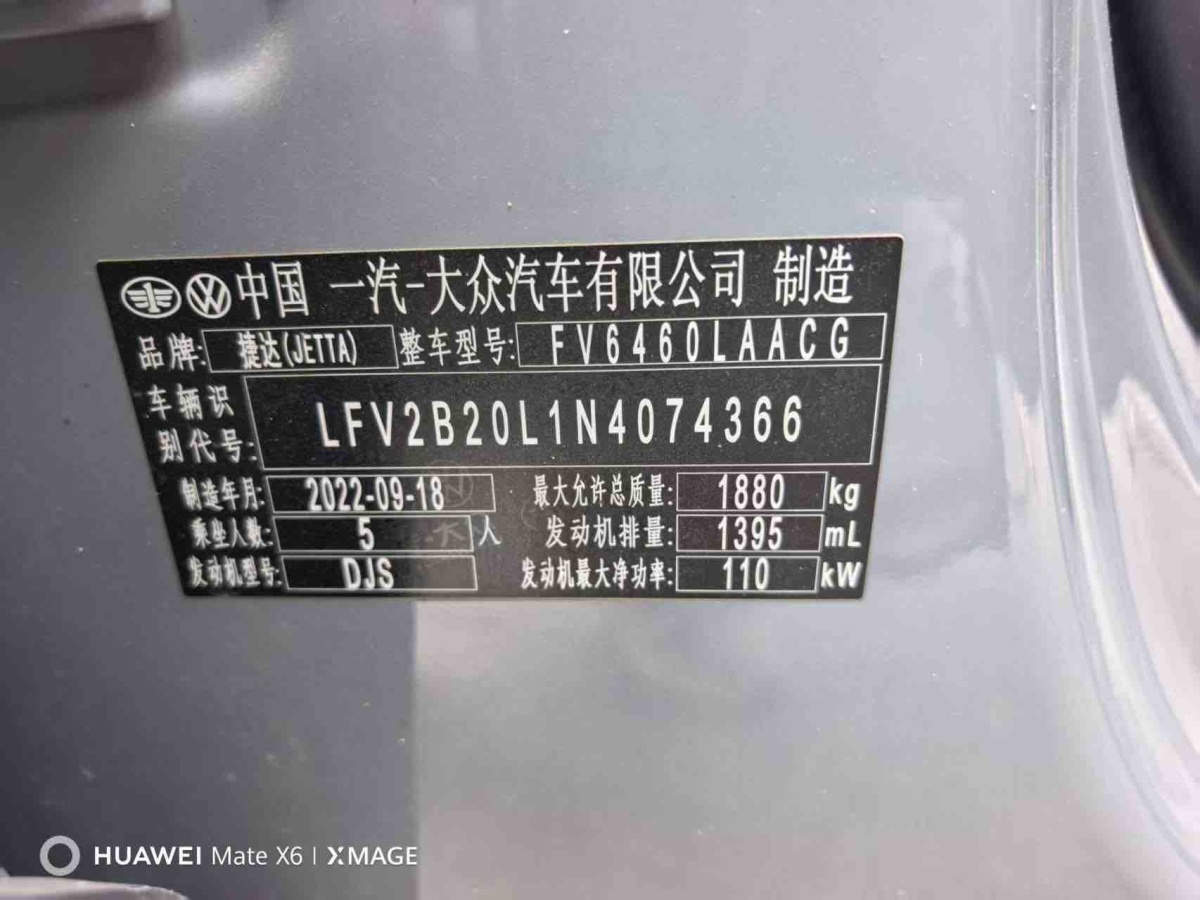 中国 一汽-大众汽车有限公司 制造
品牌: 捷达(JETTA) 整车型号: FV6460LAACG
车辆识别代号: LFV2B20L1N4074366
制造年月: 2022-09-18 最大允许总质量: 1880 kg
乘坐人数: 5 人 发动机排量: 1395 mL
发动机型号: DJS 发动机最大净功率: 110 kW
HUAWEI Mate X6 | XMAGE